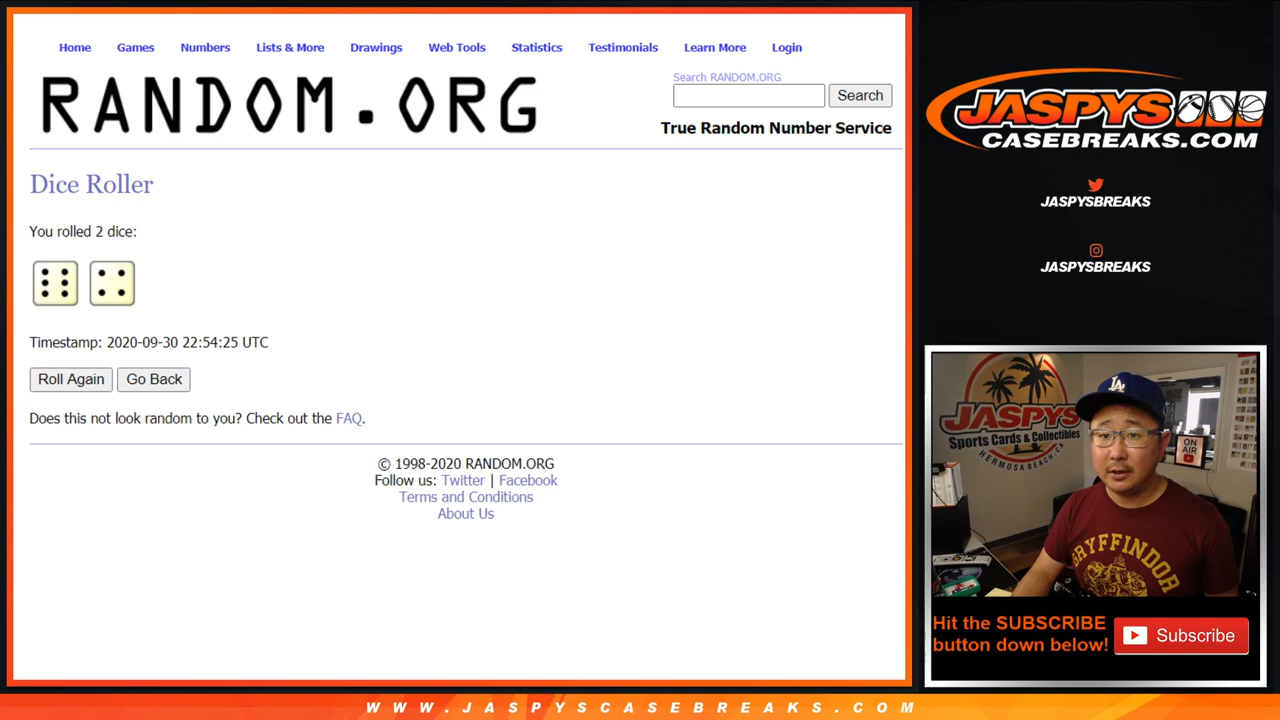 Home Games Numbers Lists & More Drawings Web Tools Statistics Testimonials Learn More Login
RANDOM.ORG
Search RANDOM.ORG
Search
True Random Number Service
Dice Roller
You rolled 2 dice:
Timestamp: 2020-09-30 22:54:25 UTC
Roll Again Go Back
Does this not look random to you? Check out the FAQ.
© 1998-2020 RANDOM.ORG
Follow us: Twitter | Facebook
Terms and Conditions
About Us
JASPYS
CASEBREAKS.COM
JASPYSBREAKS
JASPYSBREAKS
JASPYS
Sports Cards & Collectibles
HERMOSA BEACH, CA
LA
ON
AIR
GRYFFINDOR
Hit the SUBSCRIBE
button down below!
Subscribe
WWW.JASPYSCASEBREAKS.COM